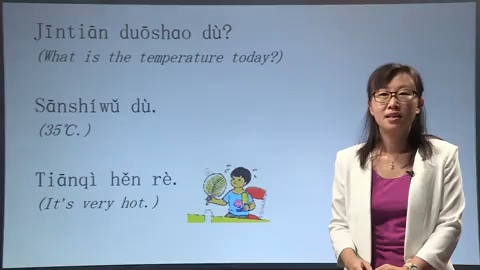 Jīntiān duōshao dù?
(What is the temperature today?)
Sānshíwǔ dù.
(35℃.)
Tiānqì hěn rè.
(It's very hot.)